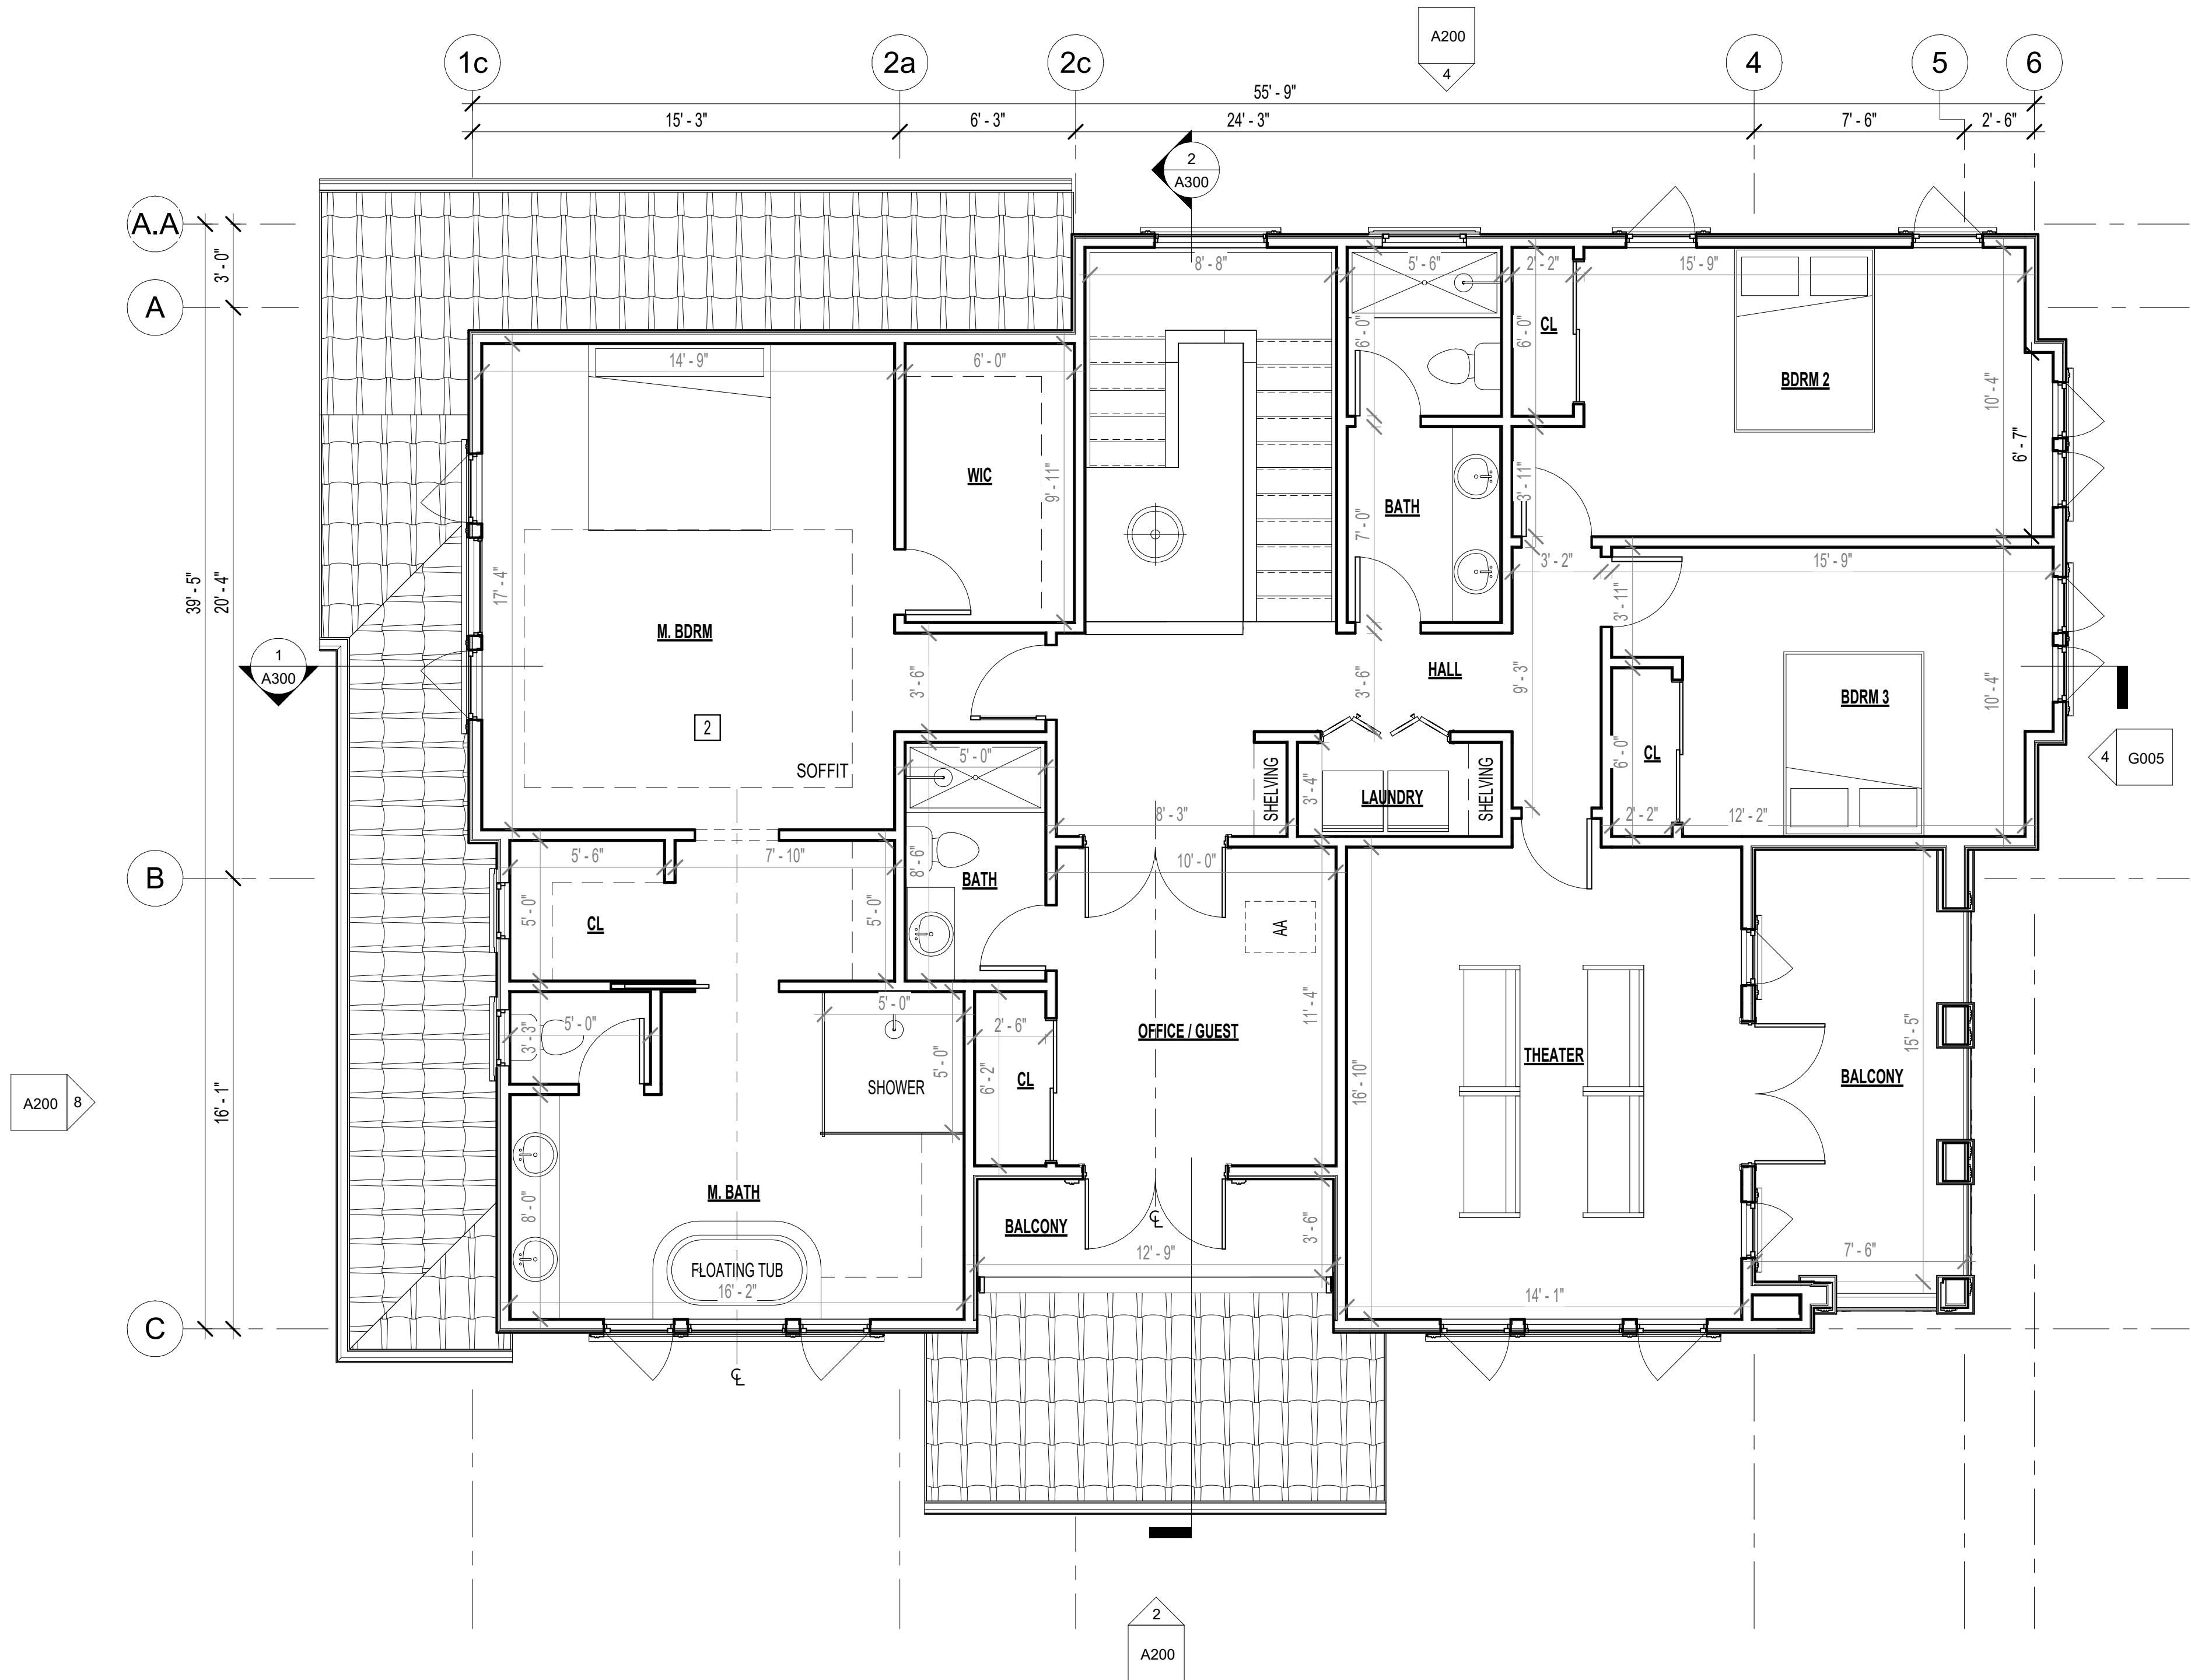 A200
4
1c
2a
2c
4
5
6
55' - 9"
15' - 3"
6' - 3"
24' - 3"
7' - 6"
2' - 6"
2
A300
A.A
A
B
C
3' - 0"
39' - 5"
20' - 4"
16' - 1"
8' - 8"
5' - 6"
2' - 2"
15' - 9"
6' - 0"
CL
6' - 0"
10' - 4"
BDRM 2
6' - 7"
14' - 9"
6' - 0"
WIC
9' - 11"
3' - 11"
BATH
7' - 0"
3' - 2"
15' - 9"
3' - 11"
17' - 4"
M. BDRM
1
A300
3' - 6"
3' - 6"
HALL
9' - 3"
BDRM 3
10' - 4"
2
SOFFIT
5' - 0"
SHELVING
3' - 4"
LAUNDRY
SHELVING
6' - 0"
CL
4
G005
8' - 3"
2' - 2"
12' - 2"
5' - 6"
7' - 10"
8' - 6"
BATH
10' - 0"
5' - 0"
CL
5' - 0"
AA
5' - 0"
3' - 3"
5' - 0"
2' - 6"
OFFICE / GUEST
11' - 4"
15' - 5"
THEATER
BALCONY
5' - 0"
SHOWER
6' - 2"
CL
16' - 10"
A200
8
8' - 0"
M. BATH
BALCONY
CL
3' - 6"
12' - 9"
7' - 6"
FLOATING TUB
16' - 2"
14' - 1"
CL
2
A200